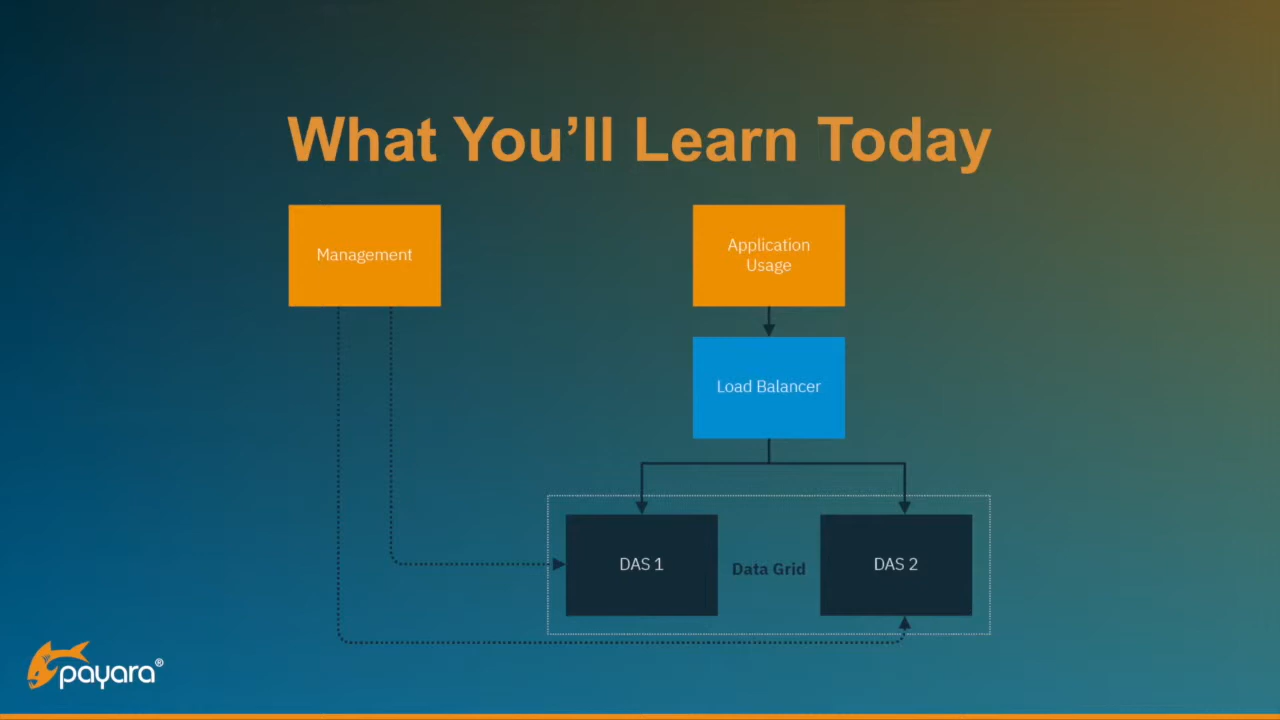 What You’ll Learn Today
Management
Application
Usage
Load Balancer
DAS 1
Data Grid
DAS 2
payara®